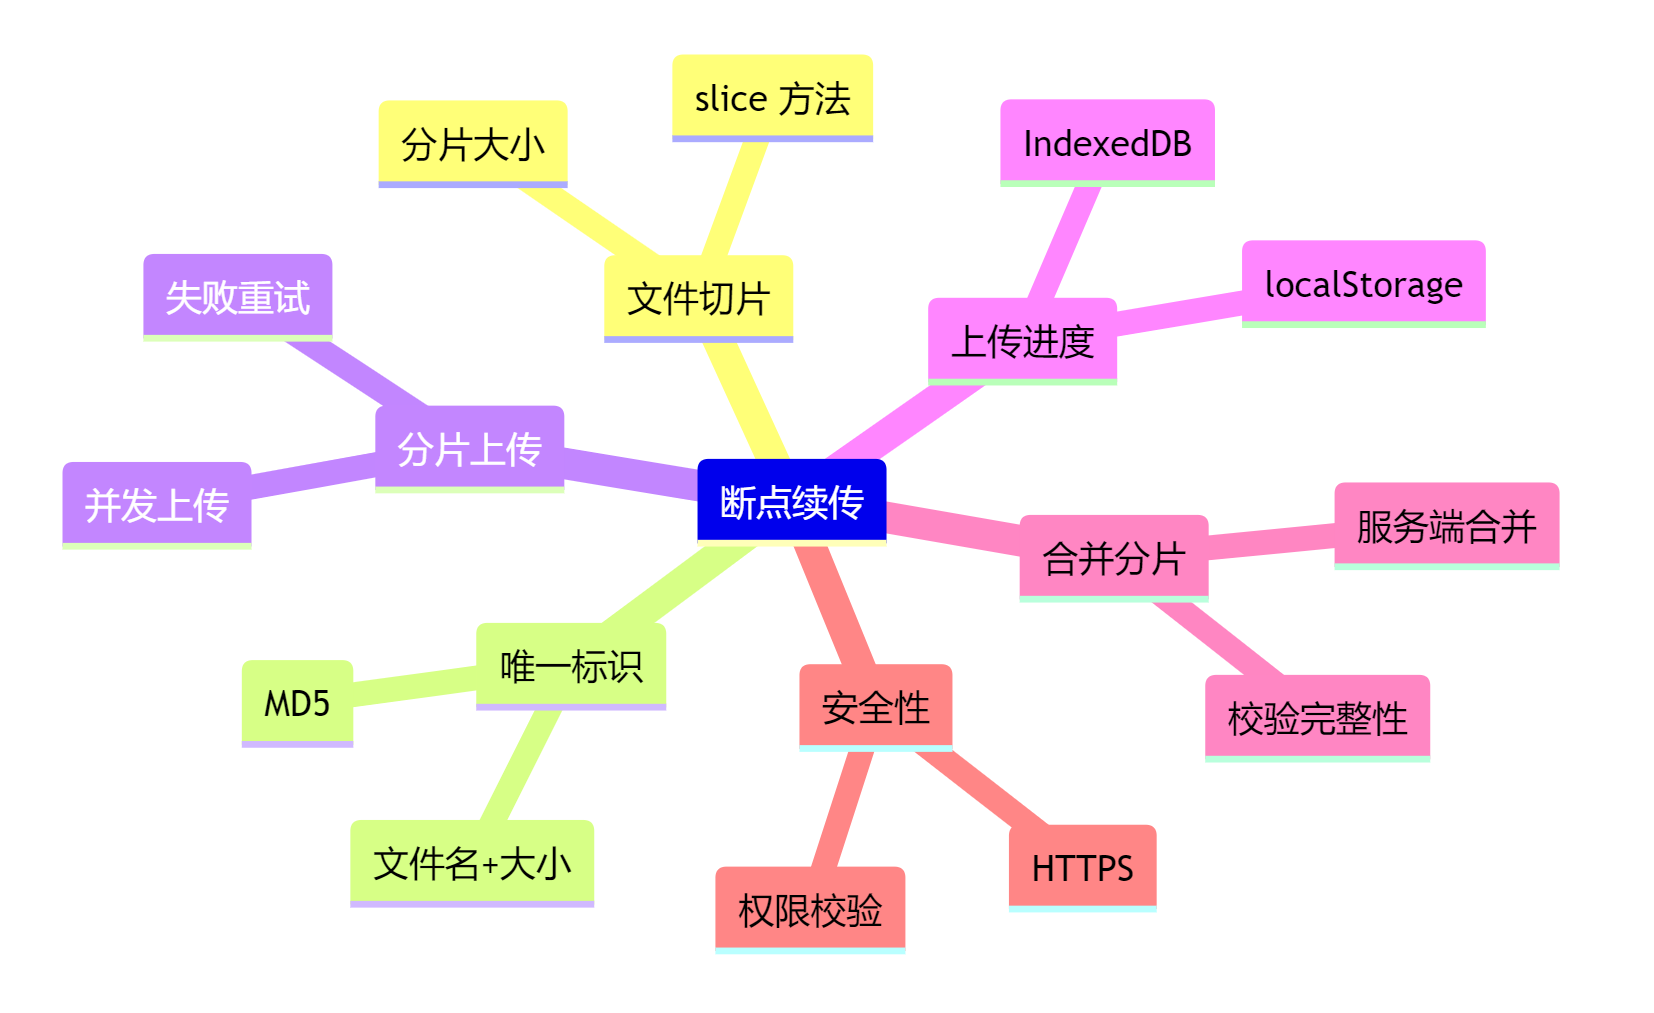 slice 方法
分片大小
IndexedDB
localStorage
失败重试
文件切片
上传进度
分片上传
并发上传
断点续传
服务端合并
合并分片
唯一标识
MD5
安全性
校验完整性
文件名+大小
HTTPS
权限校验